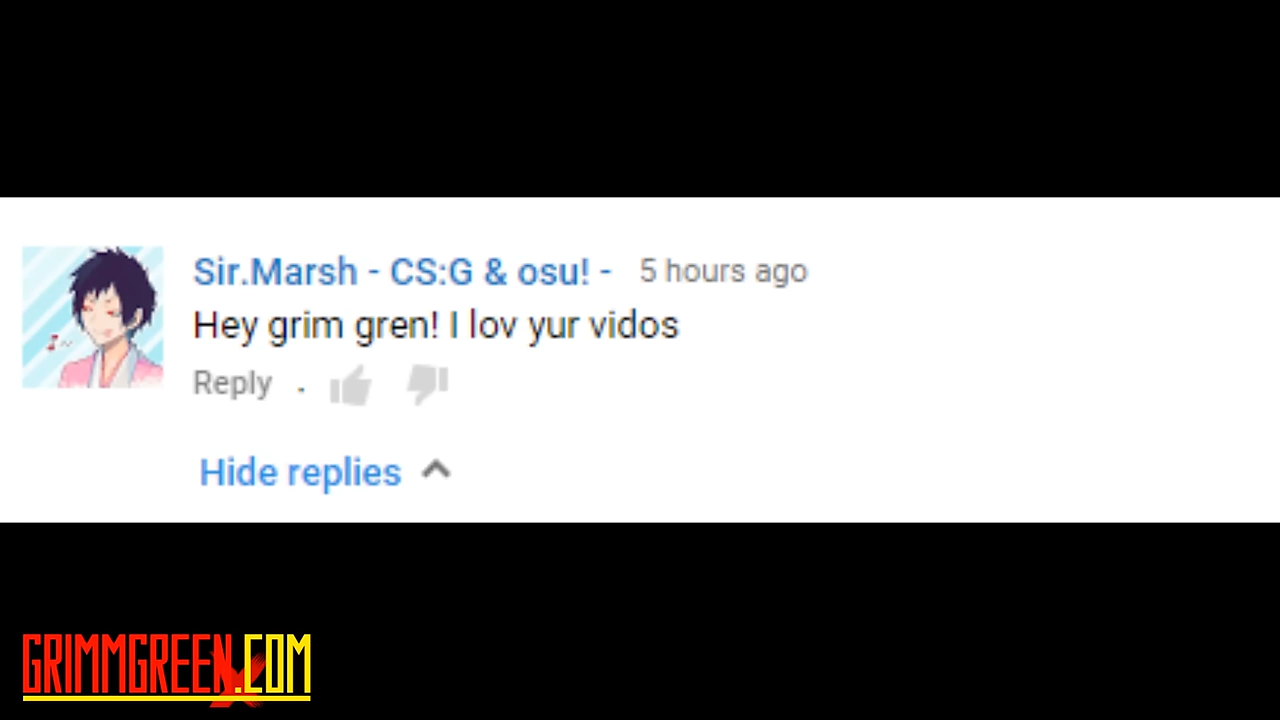 Sir.Marsh - CS:G & osu! - 5 hours ago
Hey grim gren! I lov yur vidos
Reply .
Hide replies
GRIMMGREEN.COM